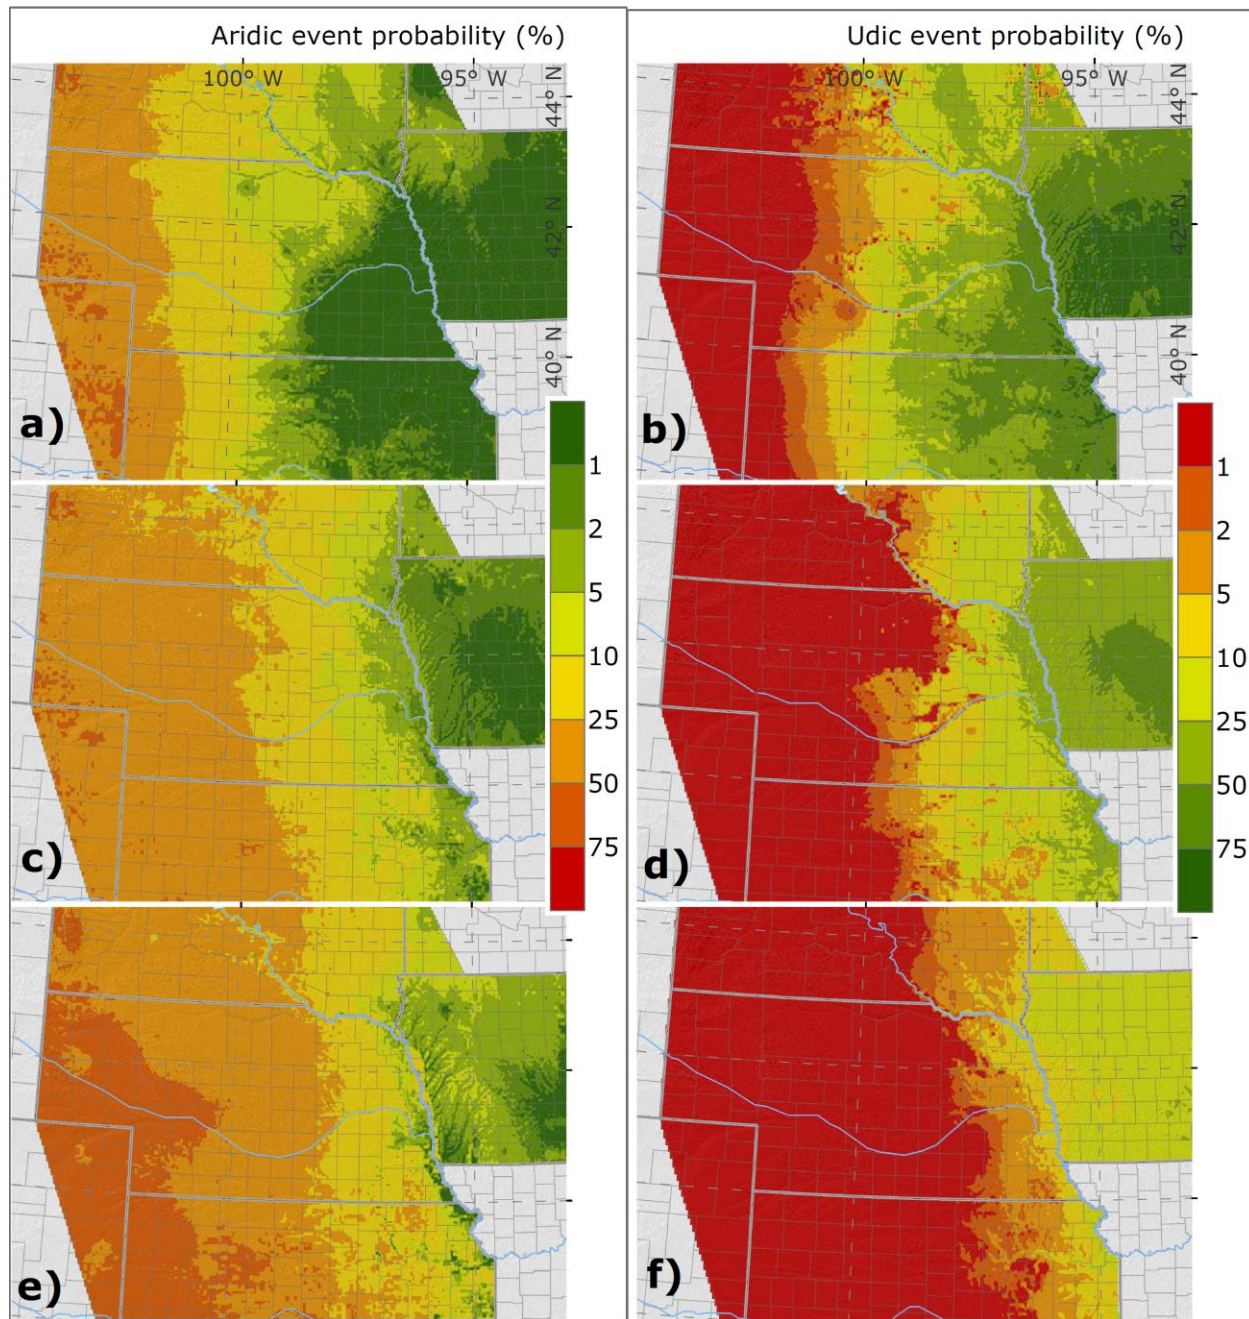 Aridic event probability (%)
Udic event probability (%)
100° W
95° W
44° N
42° N
40° N
100° W
95° W
44° N
42° N
40° N
a)
b)
1
2
5
10
25
50
75
1
2
5
10
25
50
75
c)
d)
e)
f)